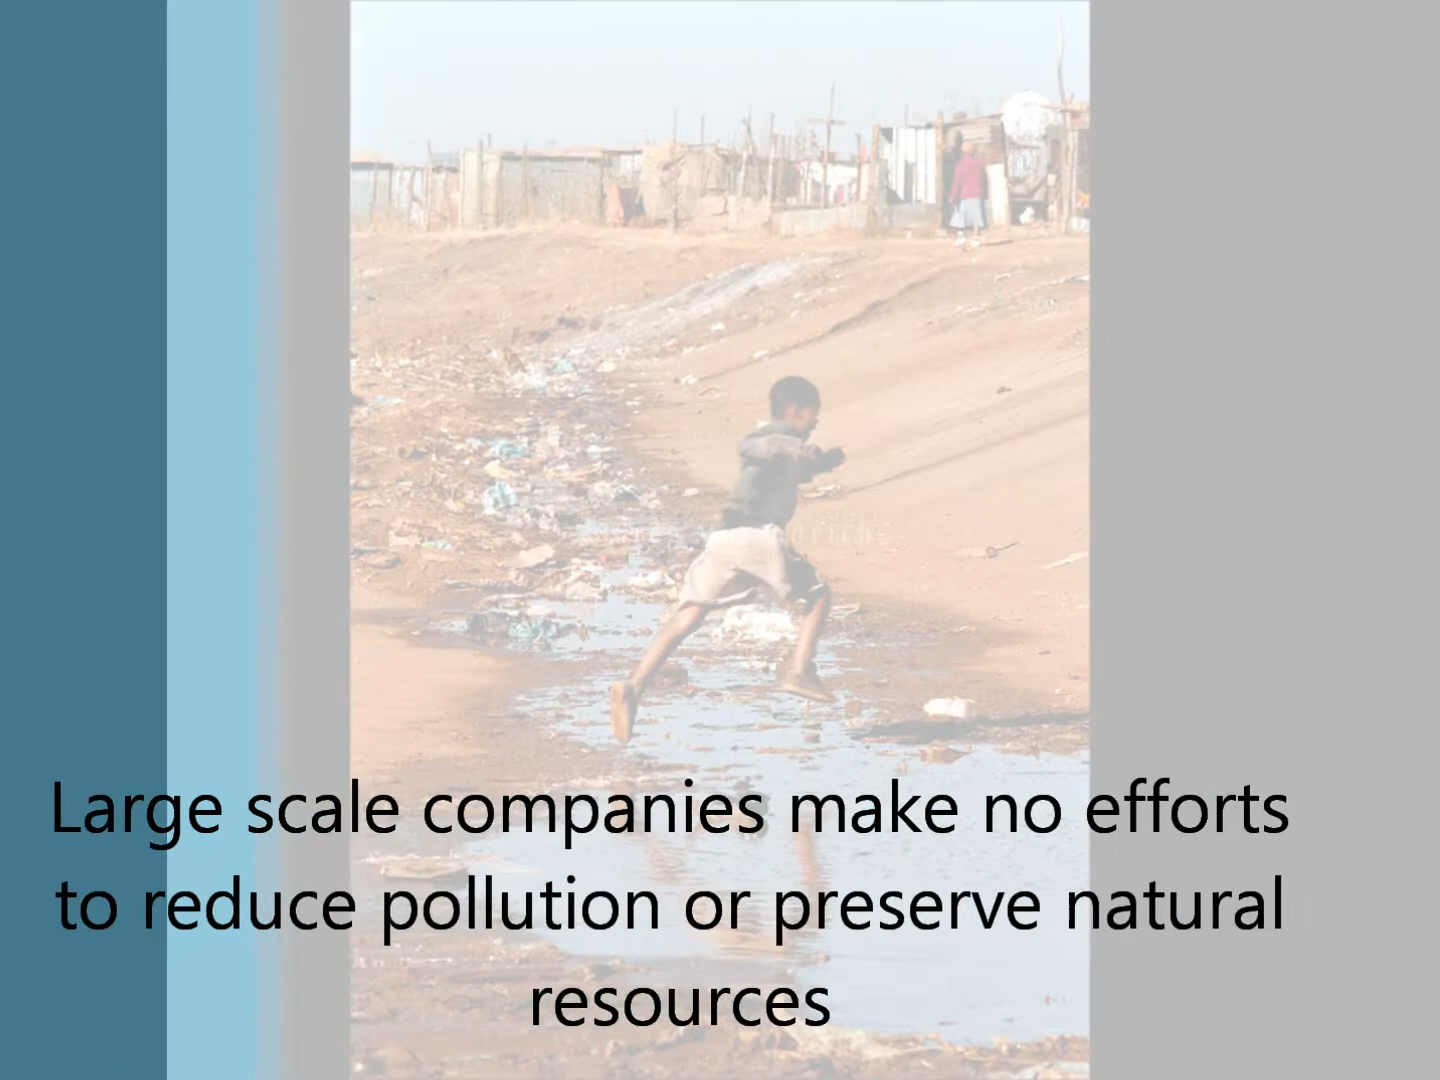 Large scale companies make no efforts
to reduce pollution or preserve natural
resources